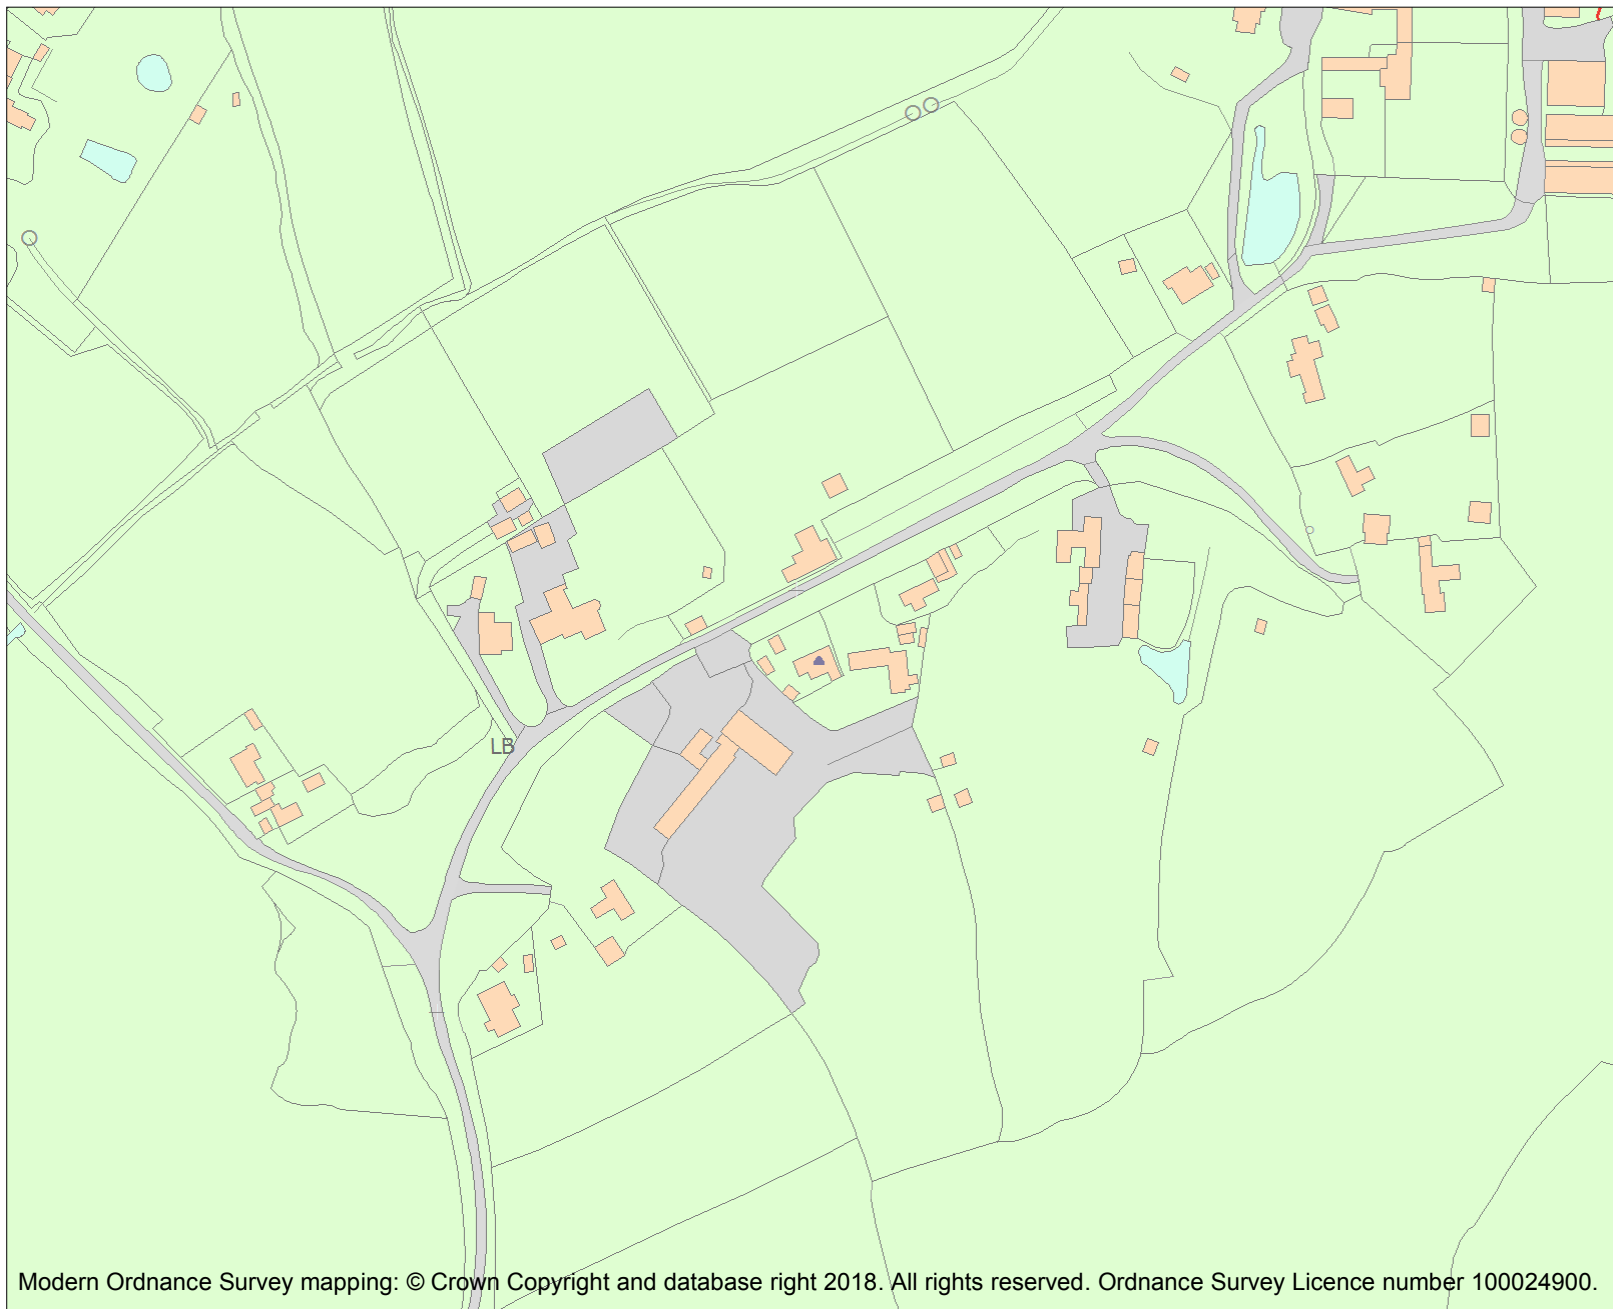 LB
Modern Ordnance Survey mapping: © Crown Copyright and database right 2018. All rights reserved. Ordnance Survey Licence number 100024900.